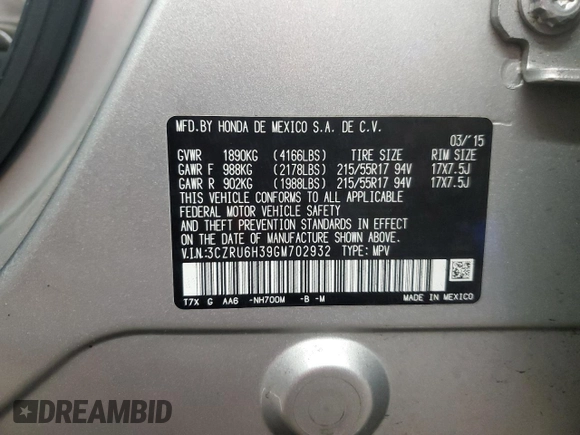 MFD.BY HONDA DE MEXICO S.A. DE C.V.
03/'15
GVWR 1890KG (4166LBS) TIRE SIZE RIM SIZE
GAWR F 988KG (2178LBS) 215/55R17 94V 17X7.5J
GAWR R 902KG (1988LBS) 215/55R17 94V 17X7.5J
THIS VEHICLE CONFORMS TO ALL APPLICABLE
FEDERAL MOTOR VEHICLE SAFETY
AND THEFT PREVENTION STANDARDS IN EFFECT
ON THE DATE OF MANUFACTURE SHOWN ABOVE.
V.I.N.:3CZRU6H39GM702932 TYPE: MPV
T7X G AA6 -NH700M -B -M
MADE IN MEXICO
DREAMBID